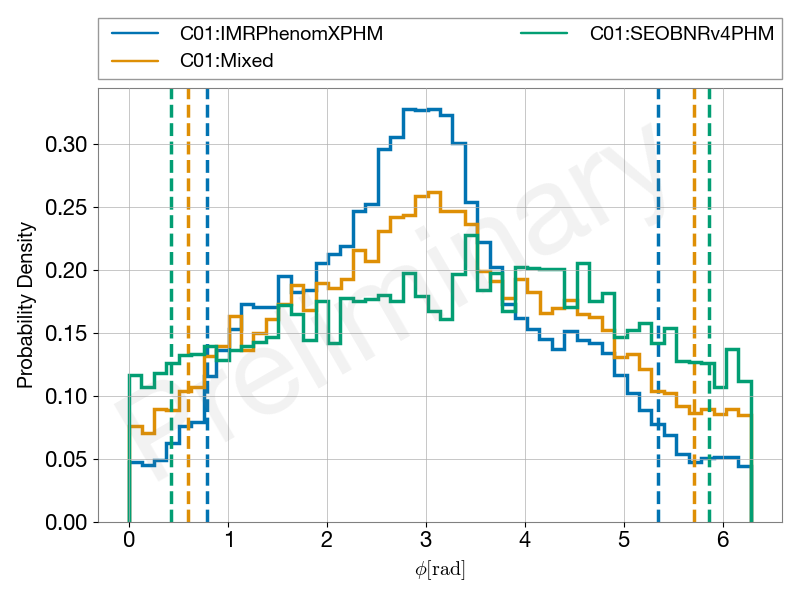 C01:IMRPhenomXPHM
C01:SEOBNRv4PHM
C01:Mixed
Preliminary
Probability Density
0.30
0.25
0.20
0.15
0.10
0.05
0.00
0 1 2 3 4 5 6
ϕ[rad]